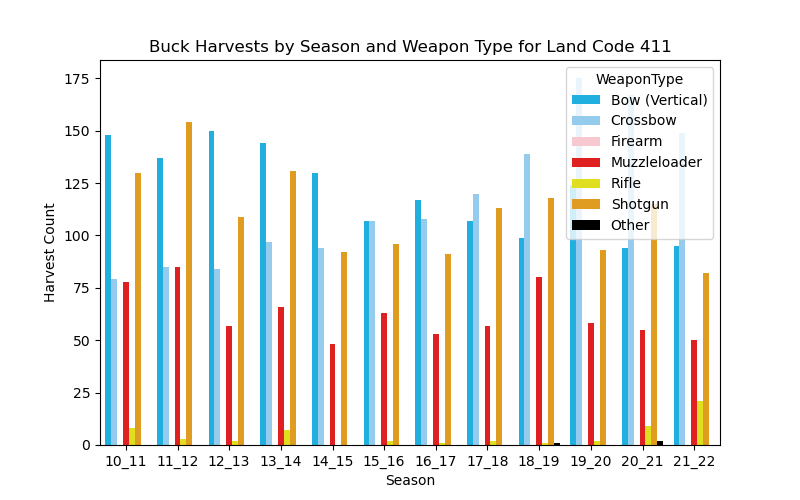 Buck Harvests by Season and Weapon Type for Land Code 411
WeaponType
Bow (Vertical)
Crossbow
Firearm
Muzzleloader
Rifle
Shotgun
Other
Harvest Count
175
150
125
100
75
50
25
0
10_11 11_12 12_13 13_14 14_15 15_16 16_17 17_18 18_19 19_20 20_21 21_22
Season